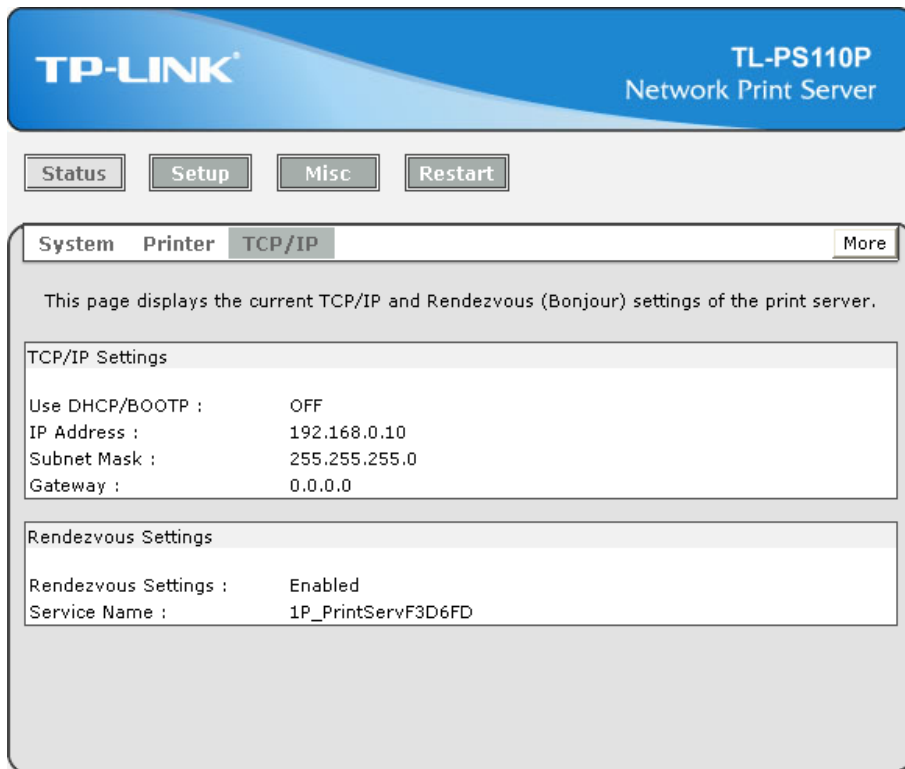 TP-LINK
TL-PS110P
Network Print Server
Status Setup Misc Restart
System Printer TCP/IP More
This page displays the current TCP/IP and Rendezvous (Bonjour) settings of the print server.
TCP/IP Settings
Use DHCP/BOOTP : OFF
IP Address : 192.168.0.10
Subnet Mask : 255.255.255.0
Gateway : 0.0.0.0
Rendezvous Settings
Rendezvous Settings : Enabled
Service Name : 1P_PrintServF3D6FD